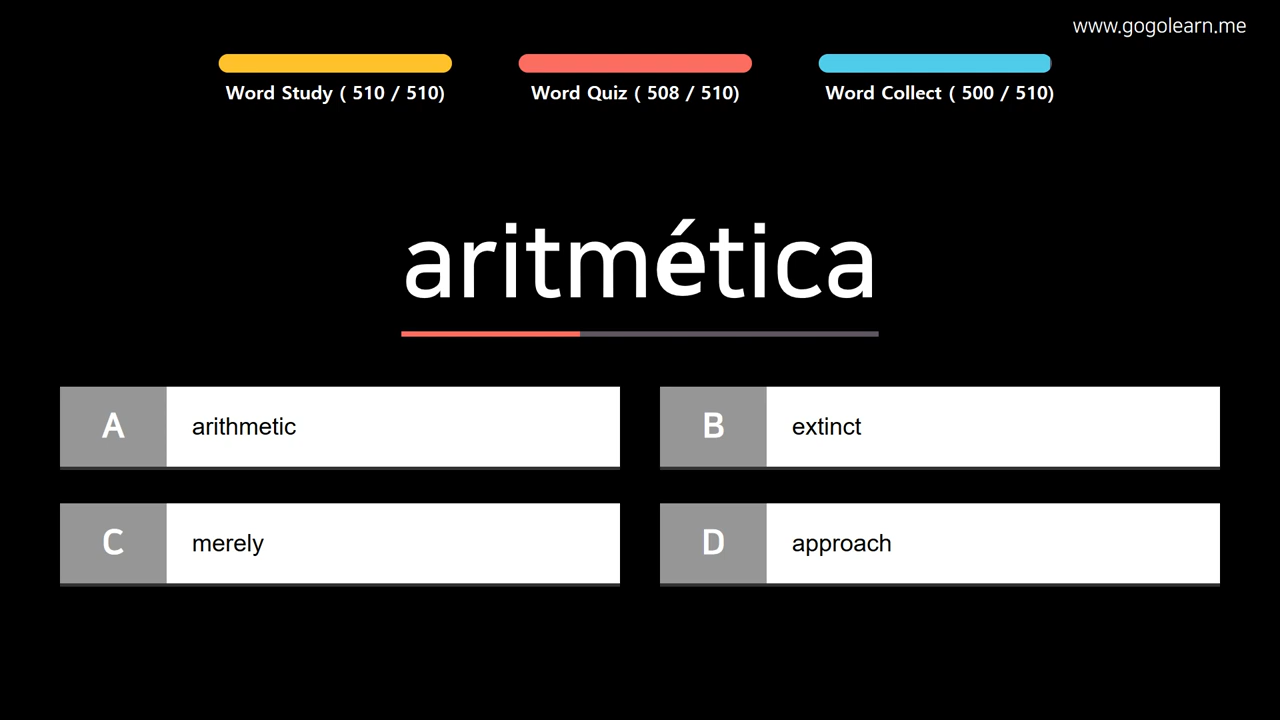 www.gogolearn.me
Word Study ( 510 / 510)
Word Quiz ( 508 / 510)
Word Collect ( 500 / 510)
aritmética
A
arithmetic
B
extinct
C
merely
D
approach